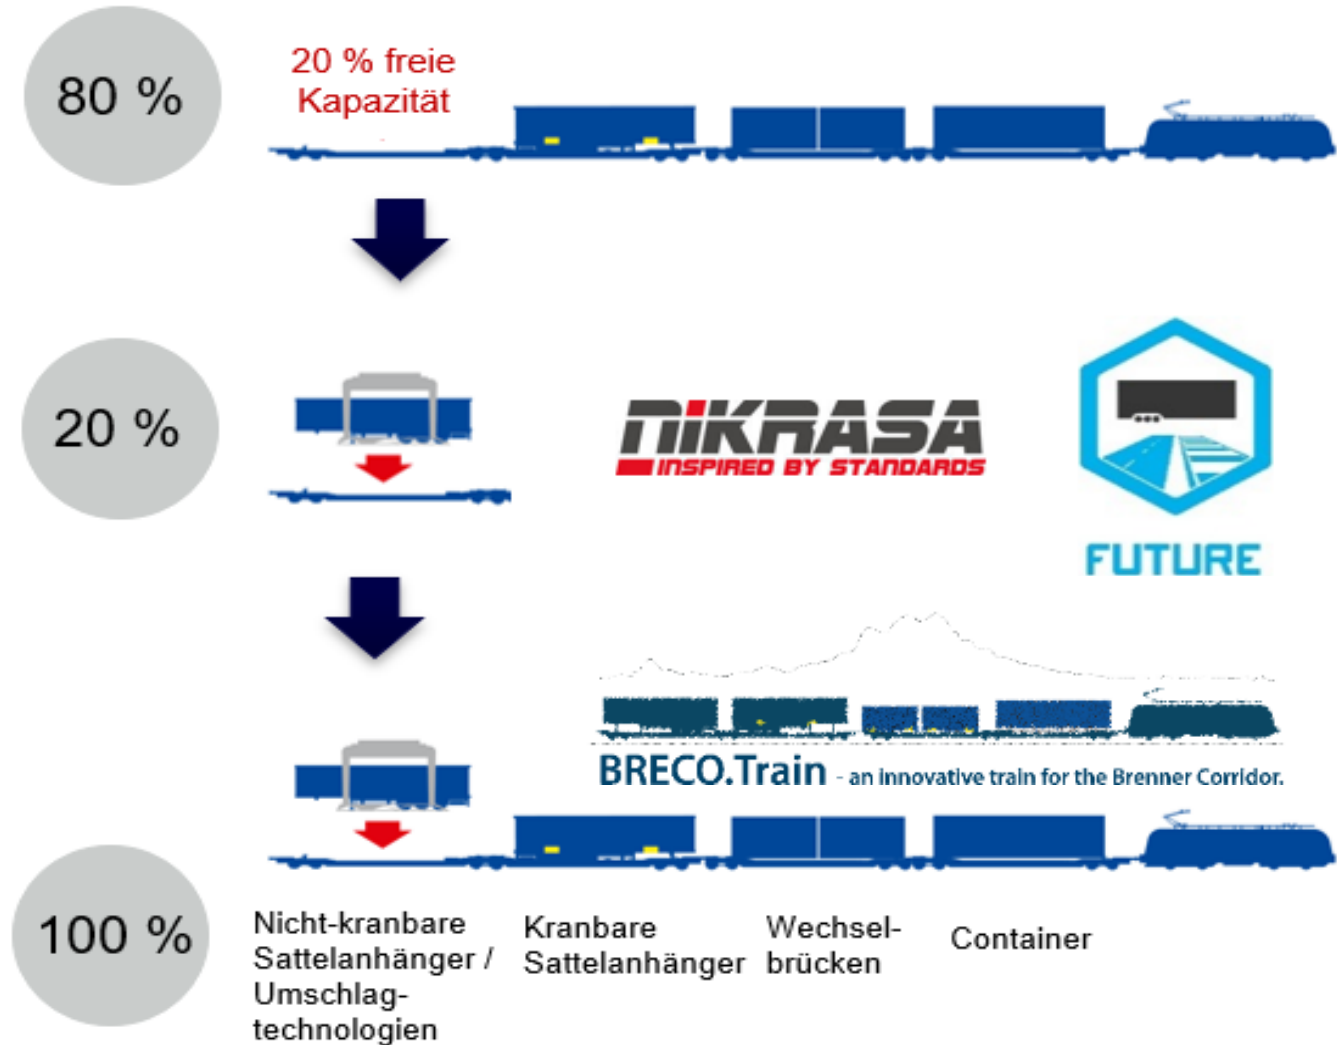 80 %
20 % freie
Kapazität
20 %
NiKRASA
INSPIRED BY STANDARDS
FUTURE
BRECO.Train - an innovative train for the Brenner Corridor.
100 %
Nicht-kranbare
Sattelanhänger /
Umschlag-
technologien
Kranbare
Sattelanhänger
Wechsel-
brücken
Container